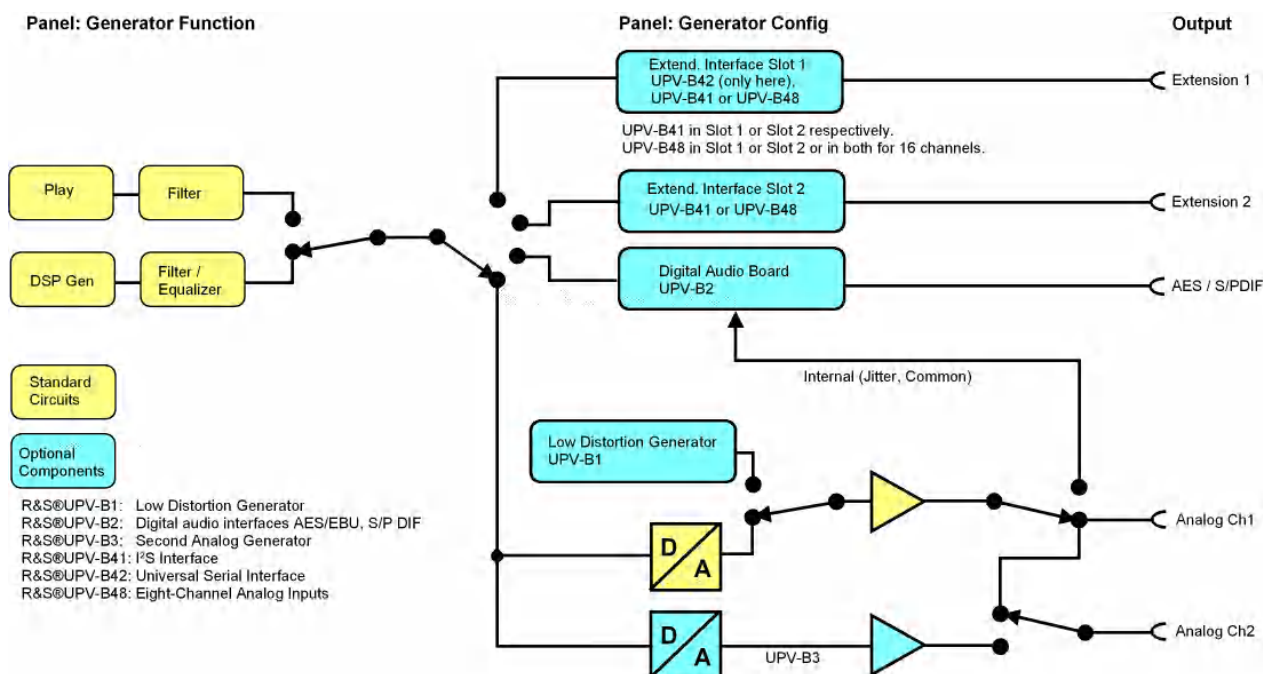 Panel: Generator Function
Panel: Generator Config
Output
Extend. Interface Slot 1
UPV-B42 (only here),
UPV-B41 or UPV-B48
Extension 1
UPV-B41 in Slot 1 or Slot 2 respectively.
UPV-B48 in Slot 1 or Slot 2 or in both for 16 channels.
Play
Filter
Extend. Interface Slot 2
UPV-B41 or UPV-B48
Extension 2
DSP Gen
Filter /
Equalizer
Digital Audio Board
UPV-B2
AES / S/PDIF
Internal (Jitter, Common)
Standard
Circuits
Optional
Components
Low Distortion Generator
UPV-B1
R&S®UPV-B1: Low Distortion Generator
R&S®UPV-B2: Digital audio interfaces AES/EBU, S/P DIF
R&S®UPV-B3: Second Analog Generator
R&S®UPV-B41: I²S Interface
R&S®UPV-B42: Universal Serial Interface
R&S®UPV-B48: Eight-Channel Analog Inputs
D
A
Analog Ch1
D
A
UPV-B3
Analog Ch2